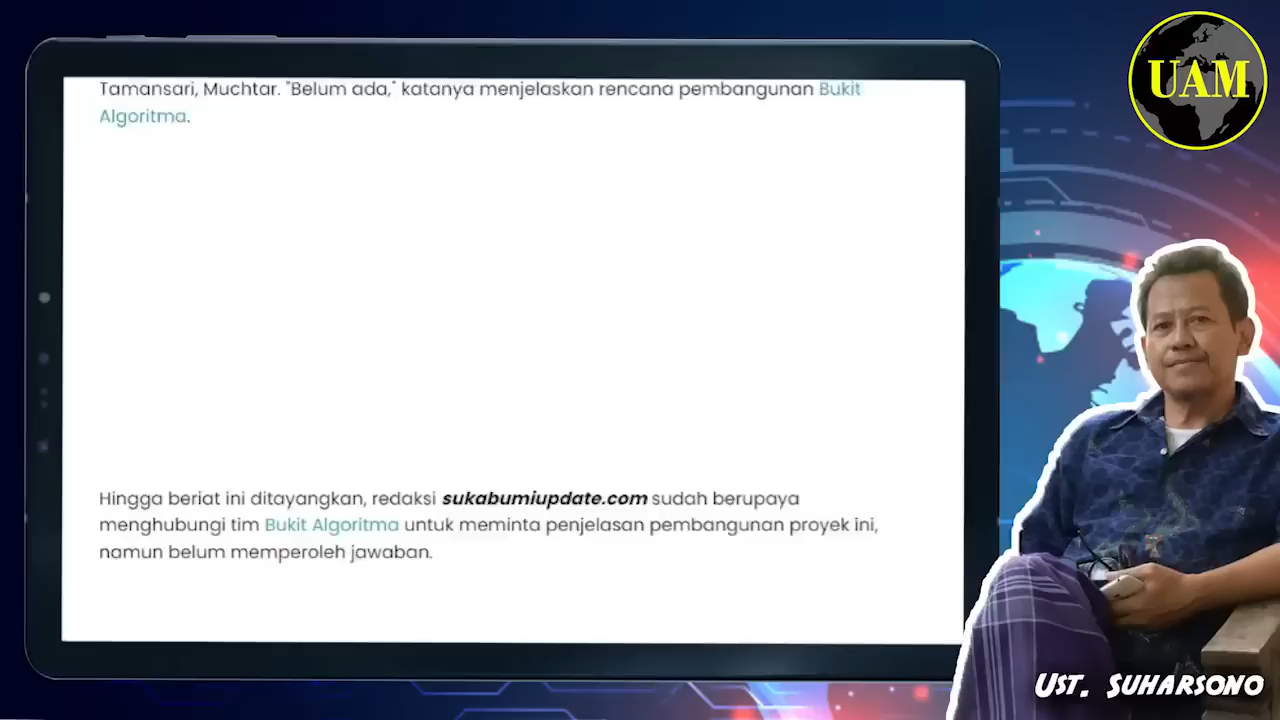 Tamansari, Muchtar. "Belum ada," katanya menjelaskan rencana pembangunan Bukit
Algoritma.
Hingga beriat ini ditayangkan, redaksi sukabumiupdate.com sudah berupaya
menghubungi tim Bukit Algoritma untuk meminta penjelasan pembangunan proyek ini,
namun belum memperoleh jawaban.
UAM
Ust. Suharsono